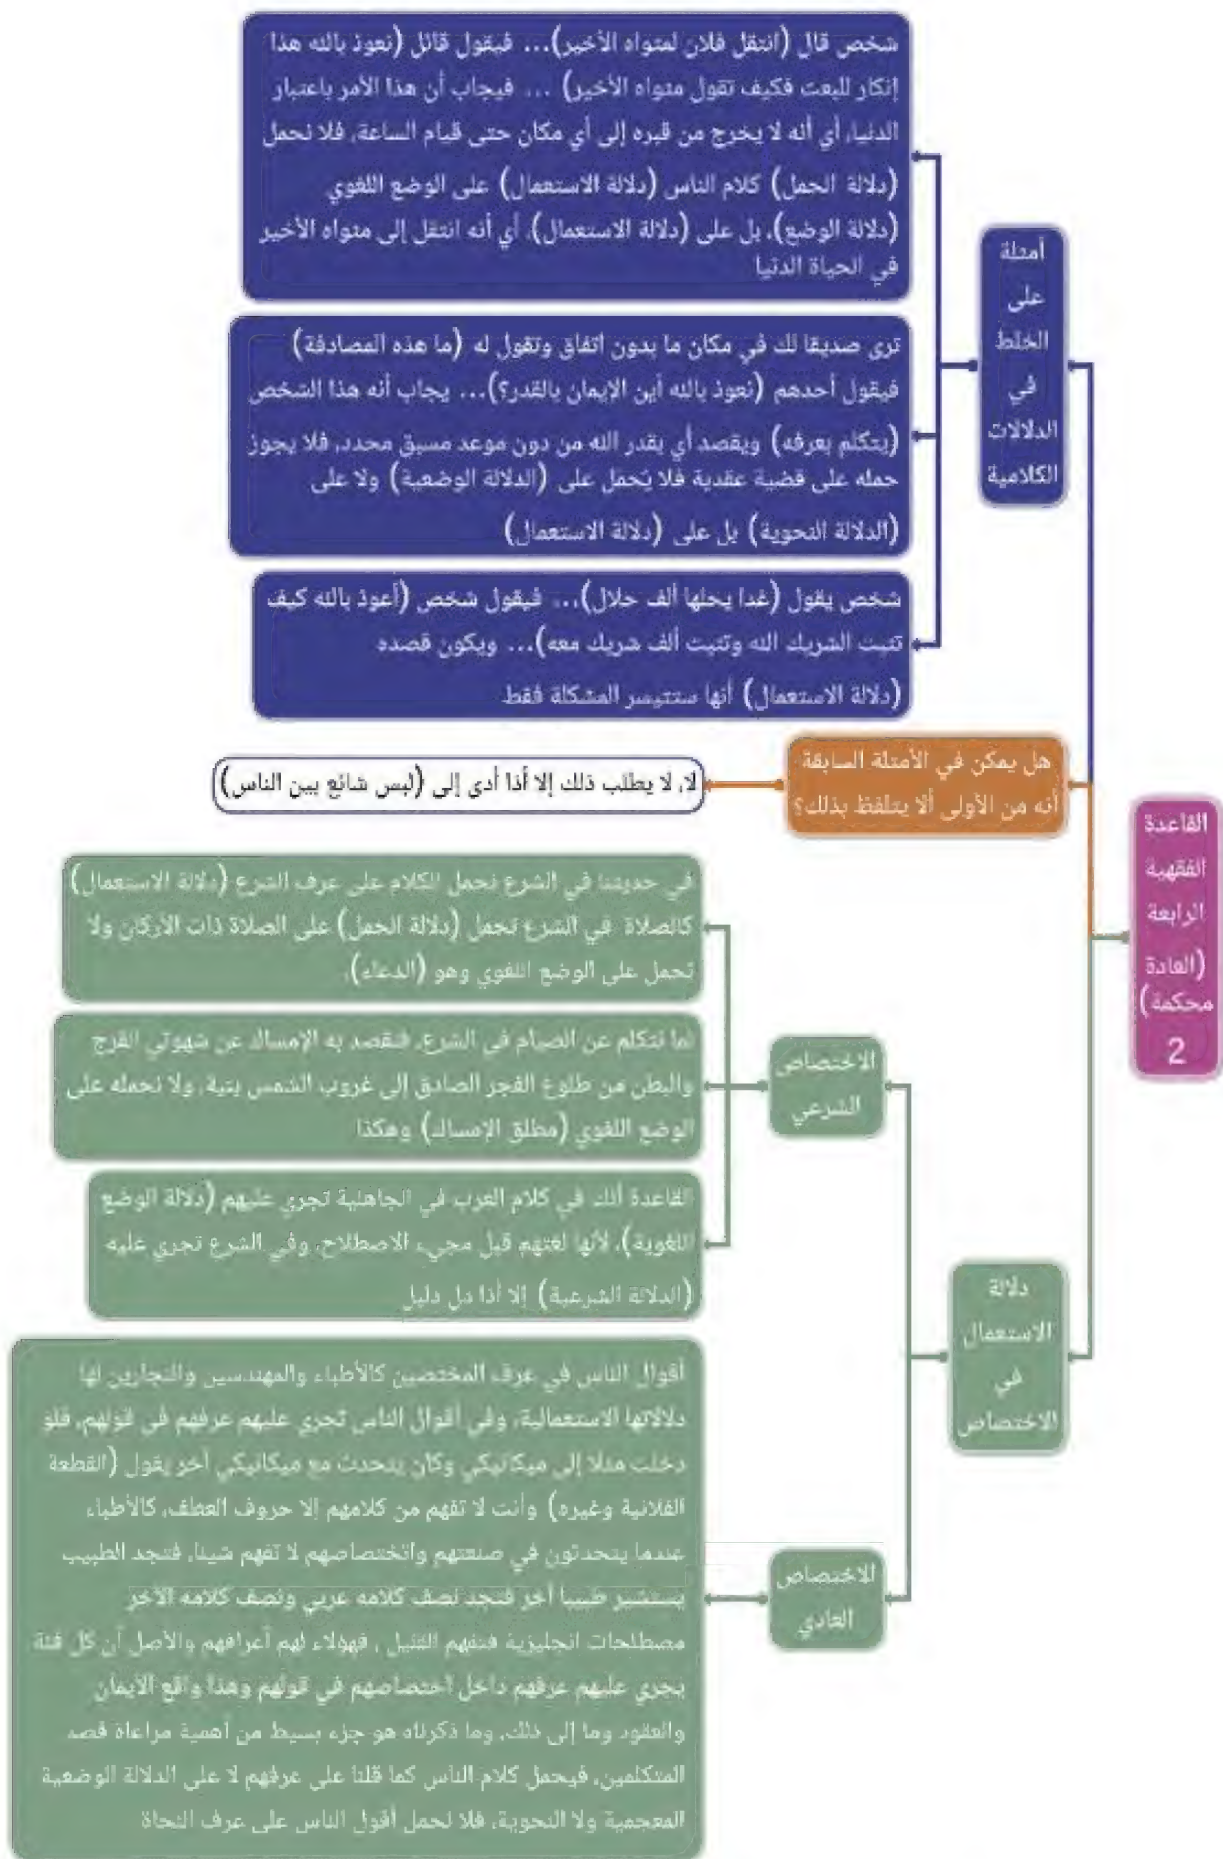 القاعدة
الفقهية
الرابعة
(العادة
محكمة)
2
أمثلة
على
الخلط
في
الدلالات
الكلامية
شخص قال (انتقل فلان لمثواه الأخير)... فيقول قائل (نعوذ بالله هذا
إنكار للبعث فكيف تقول مثواه الأخير) ... فيجاب أن هذا الأمر باعتبار
الدنيا، أي أنه لا يخرج من قبره إلى أي مكان حتى قيام الساعة، فلا نحمل
(دلالة الحمل) كلام الناس (دلالة الاستعمال) على الوضع اللغوي
(دلالة الوضع)، بل على (دلالة الاستعمال)، أي أنه انتقل إلى مثواه الأخير
في الحياة الدنيا
ترى صديقا لك في مكان ما بدون اتفاق وتقول له (ما هذه المصادفة)
فيقول أحدهم (نعوذ بالله أين الإيمان بالقدر؟)... يجاب أنه هذا الشخص
(يتكلم بعرفه) ويقصد أي بقدر الله من دون موعد مسبق محدد، فلا يجوز
حمله على قضية عقدية فلا يُحمل على (الدلالة الوضعية) ولا على
(الدلالة النحوية) بل على (دلالة الاستعمال)
شخص يقول (غدا يحلها ألف حلال)... فيقول شخص (أعوذ بالله كيف
تثبت الشريك الله وتثبت ألف شريك معه)... ويكون قصده
(دلالة الاستعمال) أنها ستتيسر المشكلة فقط
هل يمكن في الأمثلة السابقة
أنه من الأولى ألا يتلفظ بذلك؟
لا، لا يطلب ذلك إلا أذا أدى إلى (لبس شائع بين الناس)
دلالة
الاستعمال
في
الاختصاص
الاختصاص
الشرعي
في حديثنا في الشرع نحمل الكلام على عرف الشرع (دلالة الاستعمال)
كالصلاة في الشرع تحمل (دلالة الحمل) على الصلاة ذات الأركان ولا
تحمل على الوضع اللغوي وهو (الدعاء).
لما نتكلم عن الصيام في الشرع، فنقصد به الإمساك عن شهوتي الفرج
والبطن من طلوع الفجر الصادق إلى غروب الشمس بنية، ولا نحمله على
الوضع اللغوي (مطلق الإمساك) وهكذا
القاعدة أنك في كلام العرب في الجاهلية تجري عليهم (دلالة الوضع
اللغوية)، لأنها لغتهم قبل مجيء الاصطلاح، وفي الشرع تجري عليه
(الدلالة الشرعية) إلا أذا دل دليل
الاختصاص
العادي
أقوال الناس في عرف المختصين كالأطباء والمهندسين والنجارين لها
دلالاتها الاستعمالية، وفي أقوال الناس تجري عليهم عرفهم في قولهم، فلو
دخلت مثلا إلى ميكانيكي وكان يتحدث مع ميكانيكي أخر يقول (القطعة
الفلانية وغيره) وأنت لا تفهم من كلامهم إلا حروف العطف، كالأطباء
عندما يتحدثون في صنعتهم واختصاصهم لا تفهم شيئا، فتجد الطبيب
يستشير طبيبا آخر فتجد نصف كلامه عربي ونصف كلامه الآخر
مصطلحات انجليزية فتفهم القليل ، فهؤلاء لهم أعرافهم والأصل أن كل فئة
يجري عليهم عرفهم داخل اختصاصهم في قولهم وهذا واقع الأيمان
والعقود وما إلى ذلك، وما ذكرناه هو جزء بسيط من أهمية مراعاة قصد
المتكلمين، فيحمل كلام الناس كما قلنا على عرفهم لا على الدلالة الوضعية
المعجمية ولا النحوية، فلا نحمل أقول الناس على عرف النحاة